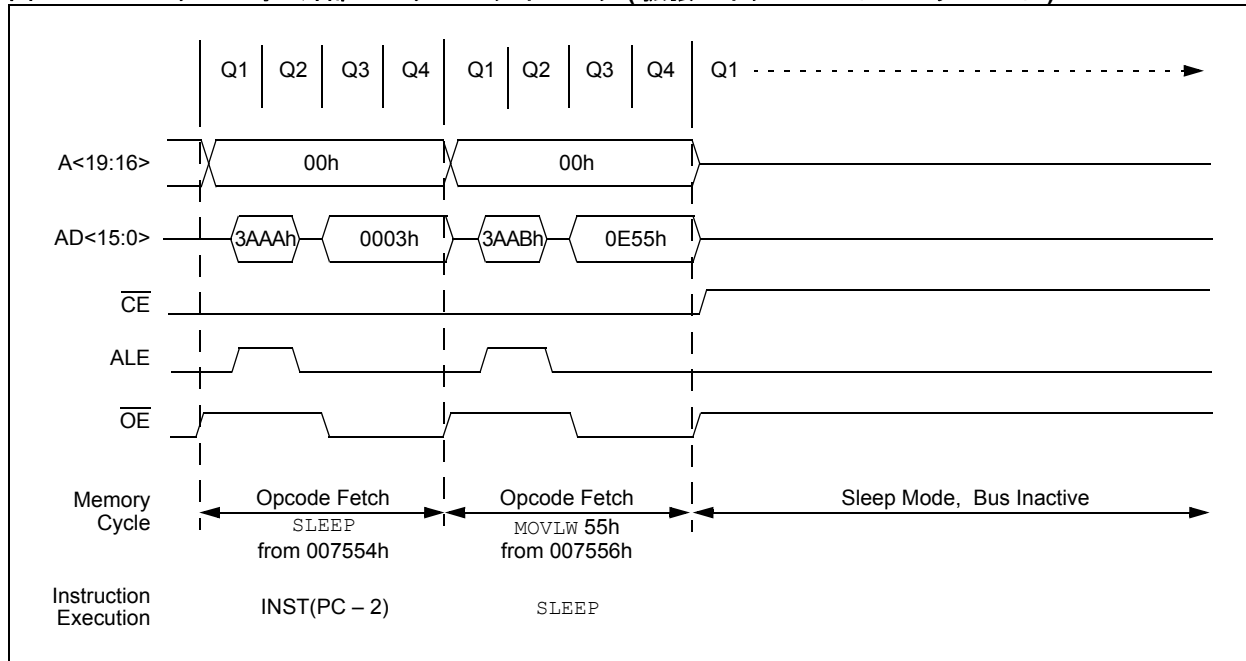 Q1 Q2 Q3 Q4 Q1 Q2 Q3 Q4 Q1
A<19:16> 00h 00h
AD<15:0> 3AAAh 0003h 3AABh 0E55h
CE
ALE
OE
Memory Cycle
Opcode Fetch
SLEEP
from 007554h
Opcode Fetch
MOVLW 55h
from 007556h
Sleep Mode, Bus Inactive
Instruction Execution
INST(PC – 2)
SLEEP